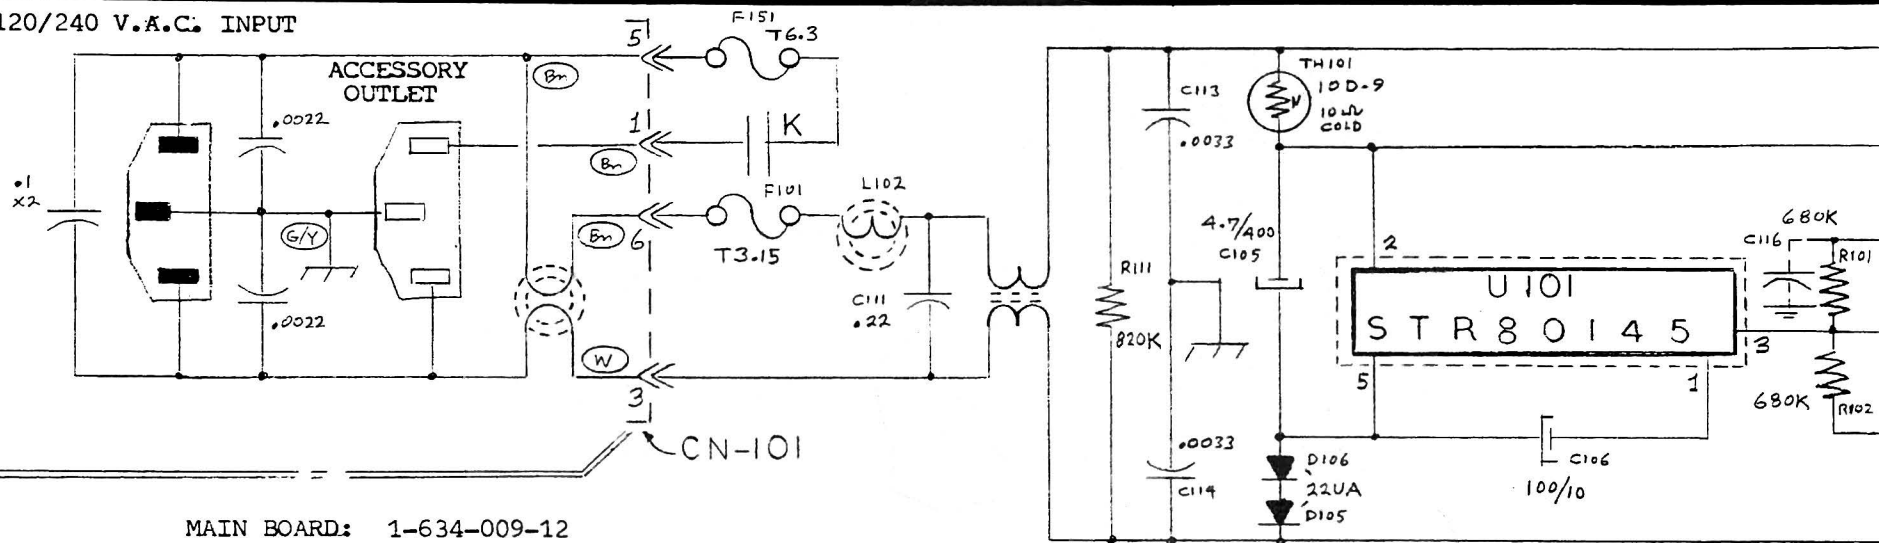 120/240 V.A.C. INPUT
ACCESSORY
OUTLET
.0022
.1
X2
G/Y
.0022
Bn
Bn
Bn
W
5
1
6
3
F151
T6.3
K
F101
T3.15
L102
C111
.22
CN-101
R111
820K
C113
.0033
.0033
C114
TH101
10D-9
10Ω
COLD
4.7/400
C105
2
U101
STR80145
5
1
3
D106
22UA
D105
C106
100/10
680K
C116
R101
680K
R102
MAIN BOARD: 1-634-009-12